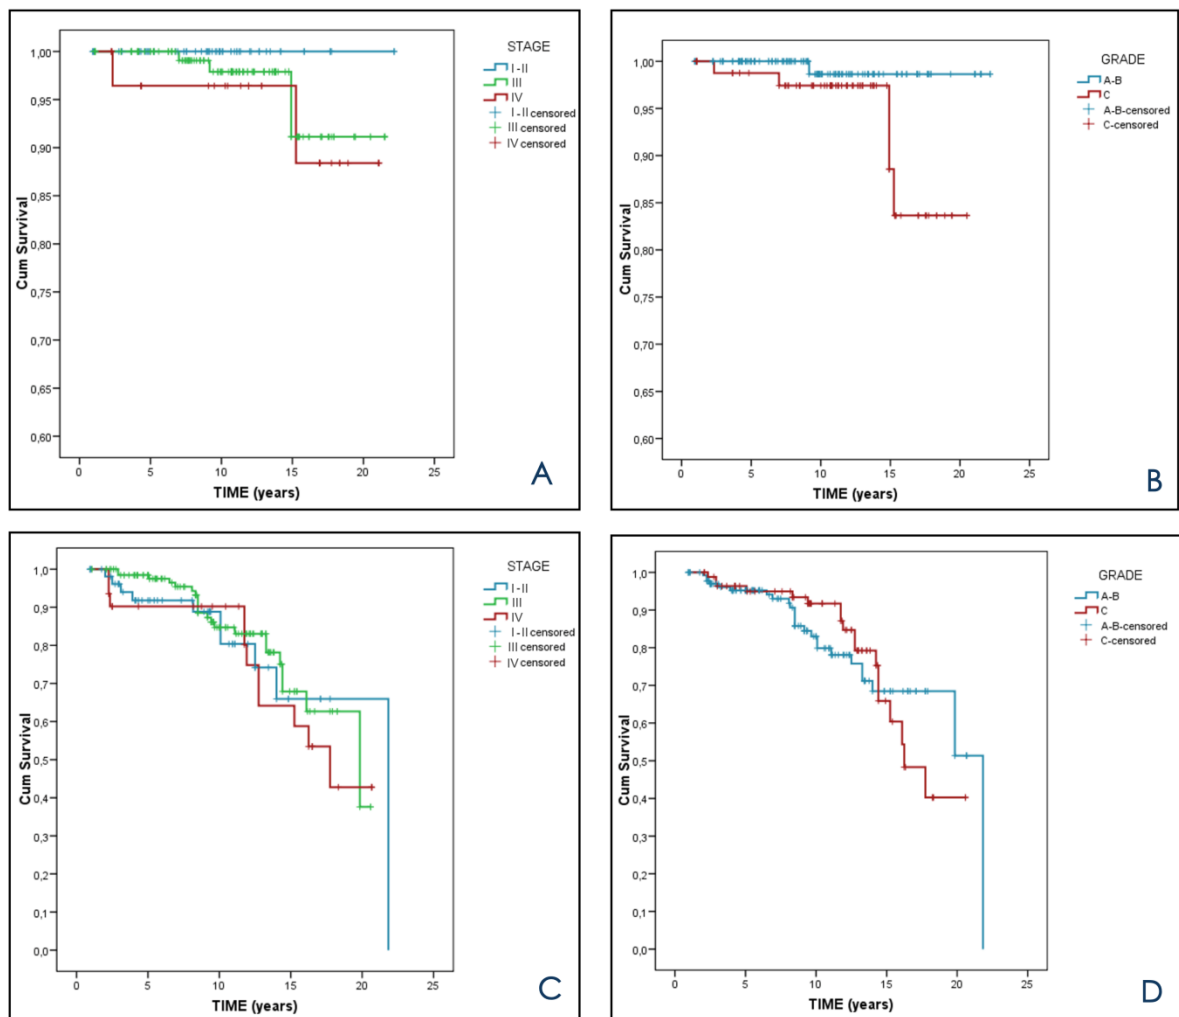 STAGE
I-II
III
IV
I-II censored
III censored
IV censored
Cum Survival
1,00
0,95
0,90
0,85
0,80
0,75
0,70
0,65
0,60
0 5 10 15 20 25
TIME (years)
A
GRADE
A-B
C
A-B-censored
C-censored
Cum Survival
1,00
0,95
0,90
0,85
0,80
0,75
0,70
0,65
0,60
0 5 10 15 20 25
TIME (years)
B
STAGE
I-II
III
IV
I-II censored
III censored
IV censored
Cum Survival
1,0
0,9
0,8
0,7
0,6
0,5
0,4
0,3
0,2
0,1
0,0
0 5 10 15 20 25
TIME (years)
C
GRADE
A-B
C
A-B-censored
C-censored
Cum Survival
1,0
0,9
0,8
0,7
0,6
0,5
0,4
0,3
0,2
0,1
0,0
0 5 10 15 20 25
TIME (years)
D